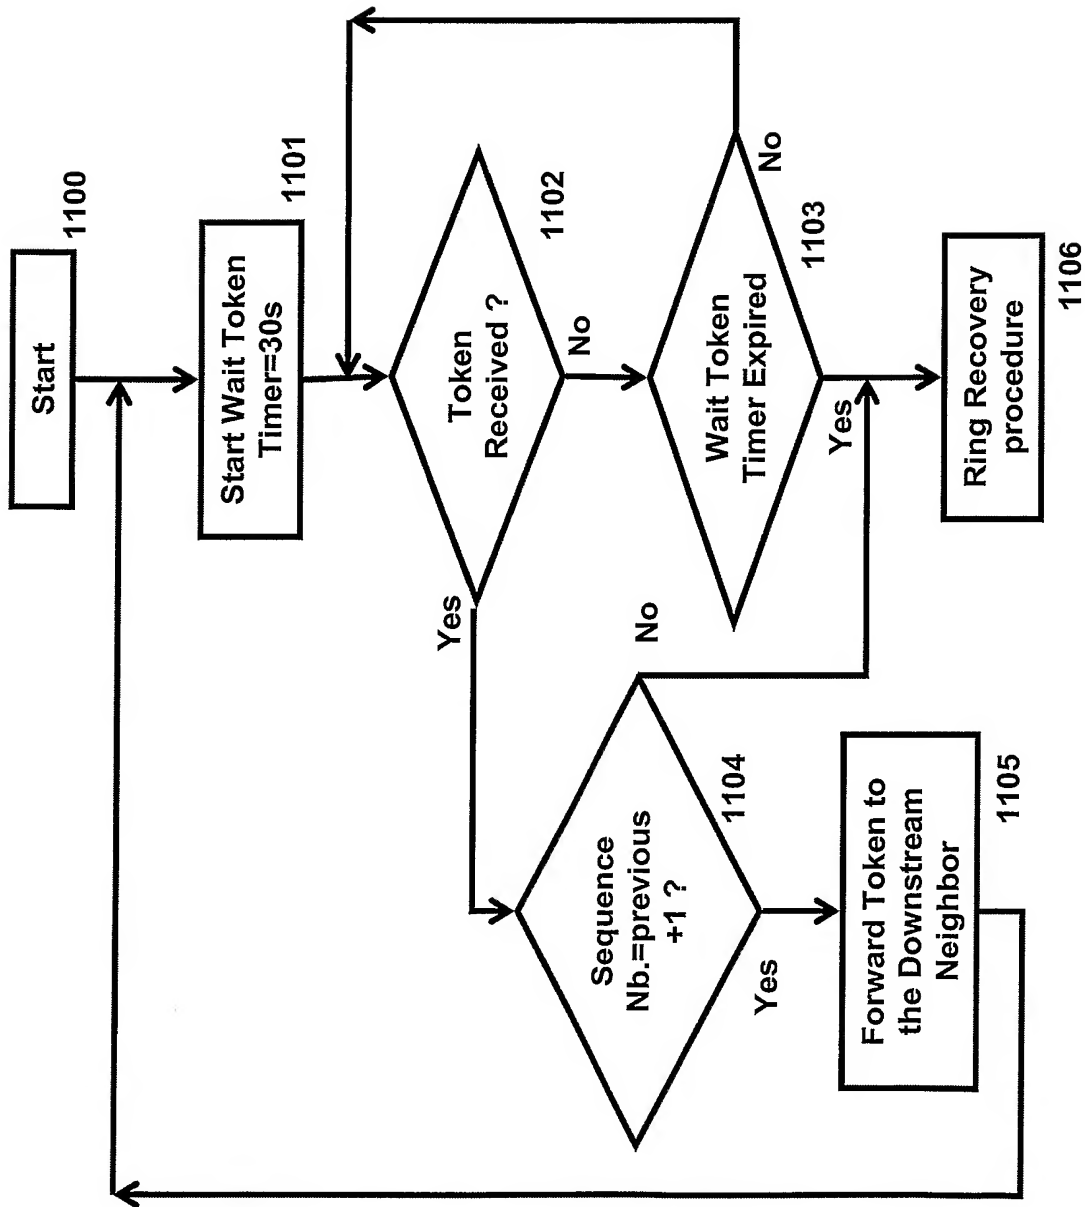 Start
1100
Start Wait Token
Timer=30s
1101
Token
Received ?
1102
Yes
No
Wait Token
Timer Expired
1103
No
Yes
Sequence
Nb.=previous
+1 ?
1104
No
Yes
Forward Token to
the Downstream
Neighbor
1105
Ring Recovery
procedure
1106